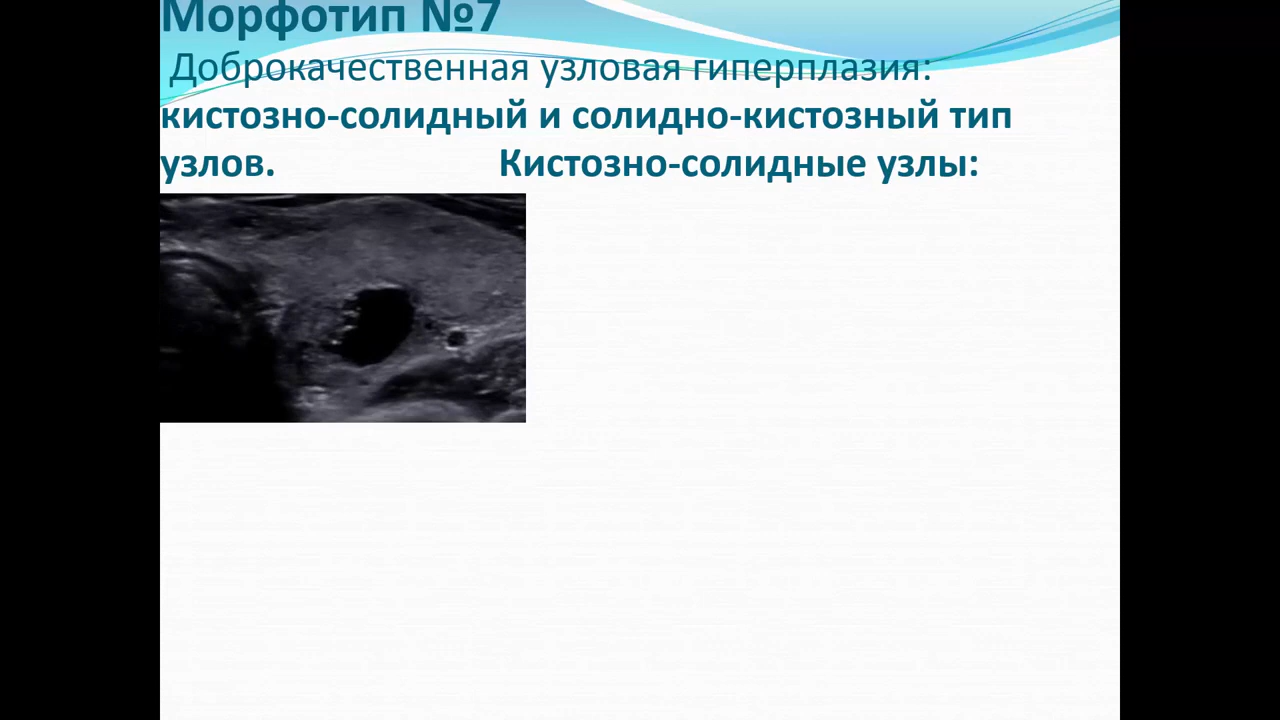 Морфотип №7
Доброкачественная узловая гиперплазия:
кистозно-солидный и солидно-кистозный тип
узлов. Кистозно-солидные узлы: